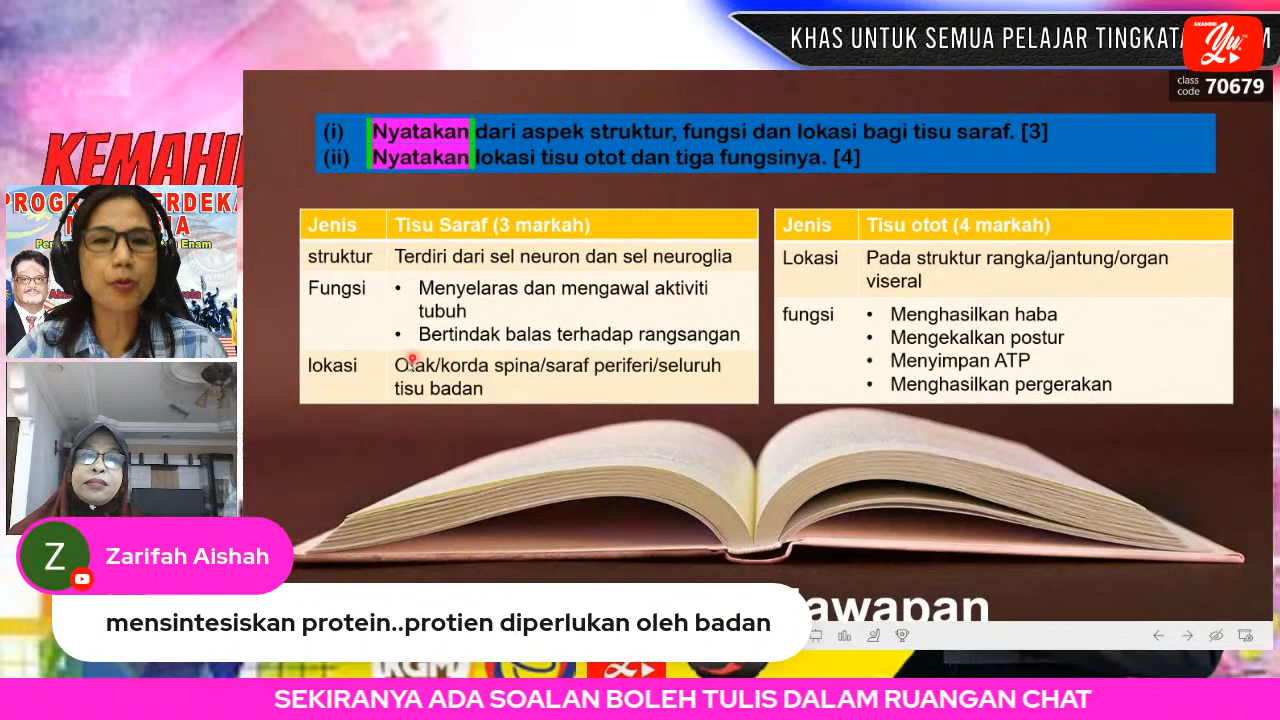 KHAS UNTUK SEMUA PELAJAR TINGKATA
M
AKADEMI
Yu.
class code 70679
KEMAHI
(i) Nyatakan dari aspek struktur, fungsi dan lokasi bagi tisu saraf. [3]
(ii) Nyatakan lokasi tisu otot dan tiga fungsinya. [4]
Jenis Tisu Saraf (3 markah)
struktur Terdiri dari sel neuron dan sel neuroglia
Fungsi • Menyelaras dan mengawal aktiviti
tubuh
• Bertindak balas terhadap rangsangan
lokasi Otak/korda spina/saraf periferi/seluruh
tisu badan
Jenis Tisu otot (4 markah)
Lokasi Pada struktur rangka/jantung/organ
viseral
fungsi • Menghasilkan haba
• Mengekalkan postur
• Menyimpan ATP
• Menghasilkan pergerakan
Z
Zarifah Aishah
mensintesiskan protein..protien diperlukan oleh badan
awapan
SEKIRANYA ADA SOALAN BOLEH TULIS DALAM RUANGAN CHAT